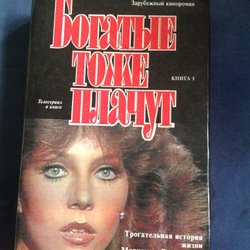 Зарубежный кинороман
Богатые
тоже
КНИГА 1
Телесериал
в книге
плачут
Трогательная история
жизни